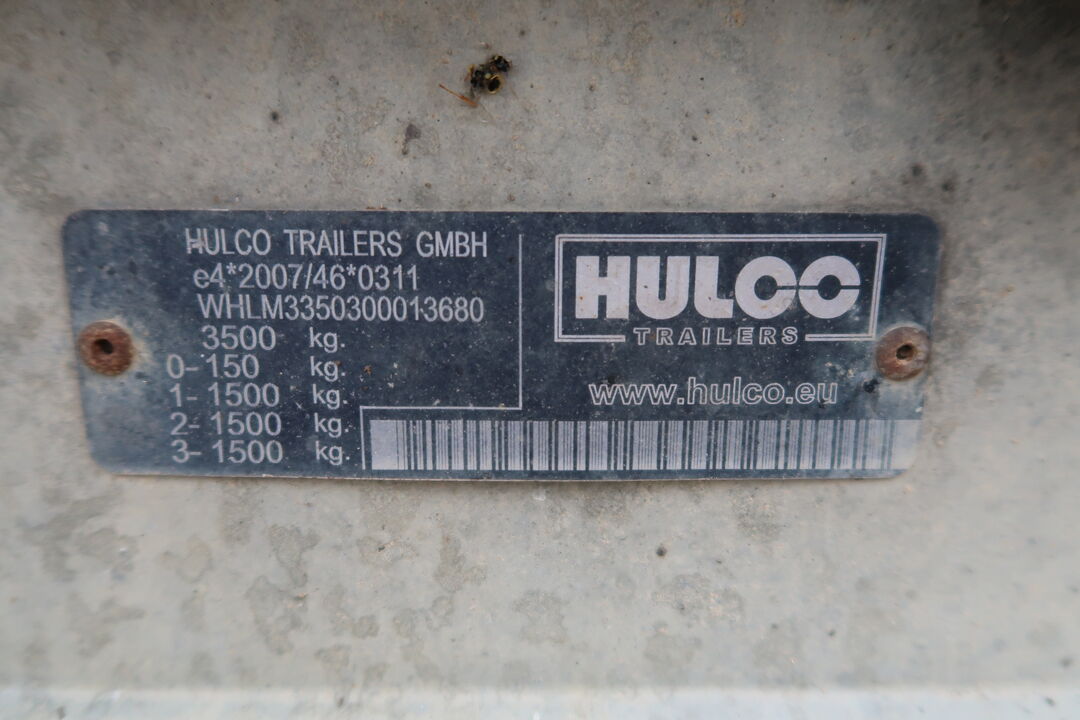 HULCO TRAILERS GMBH
e4*2007/46*0311
WHLM3350300013680
3500 kg.
0- 150 kg.
1- 1500 kg.
2- 1500 kg.
3- 1500 kg.
HULCO
TRAILERS
www.hulco.eu